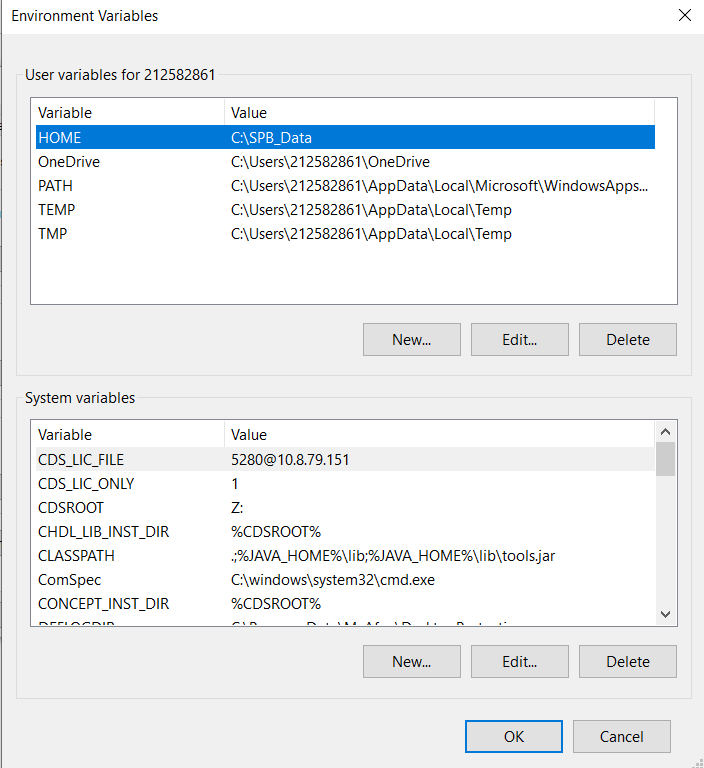 Environment Variables
User variables for 212582861
Variable Value
HOME C:\SPB_Data
OneDrive C:\Users\212582861\OneDrive
PATH C:\Users\212582861\AppData\Local\Microsoft\WindowsApps...
TEMP C:\Users\212582861\AppData\Local\Temp
TMP C:\Users\212582861\AppData\Local\Temp
New... Edit... Delete
System variables
Variable Value
CDS_LIC_FILE 5280@10.8.79.151
CDS_LIC_ONLY 1
CDSROOT Z:
CHDL_LIB_INST_DIR %CDSROOT%
CLASSPATH .;%JAVA_HOME%\lib;%JAVA_HOME%\lib\tools.jar
ComSpec C:\windows\system32\cmd.exe
CONCEPT_INST_DIR %CDSROOT%
New... Edit... Delete
OK Cancel